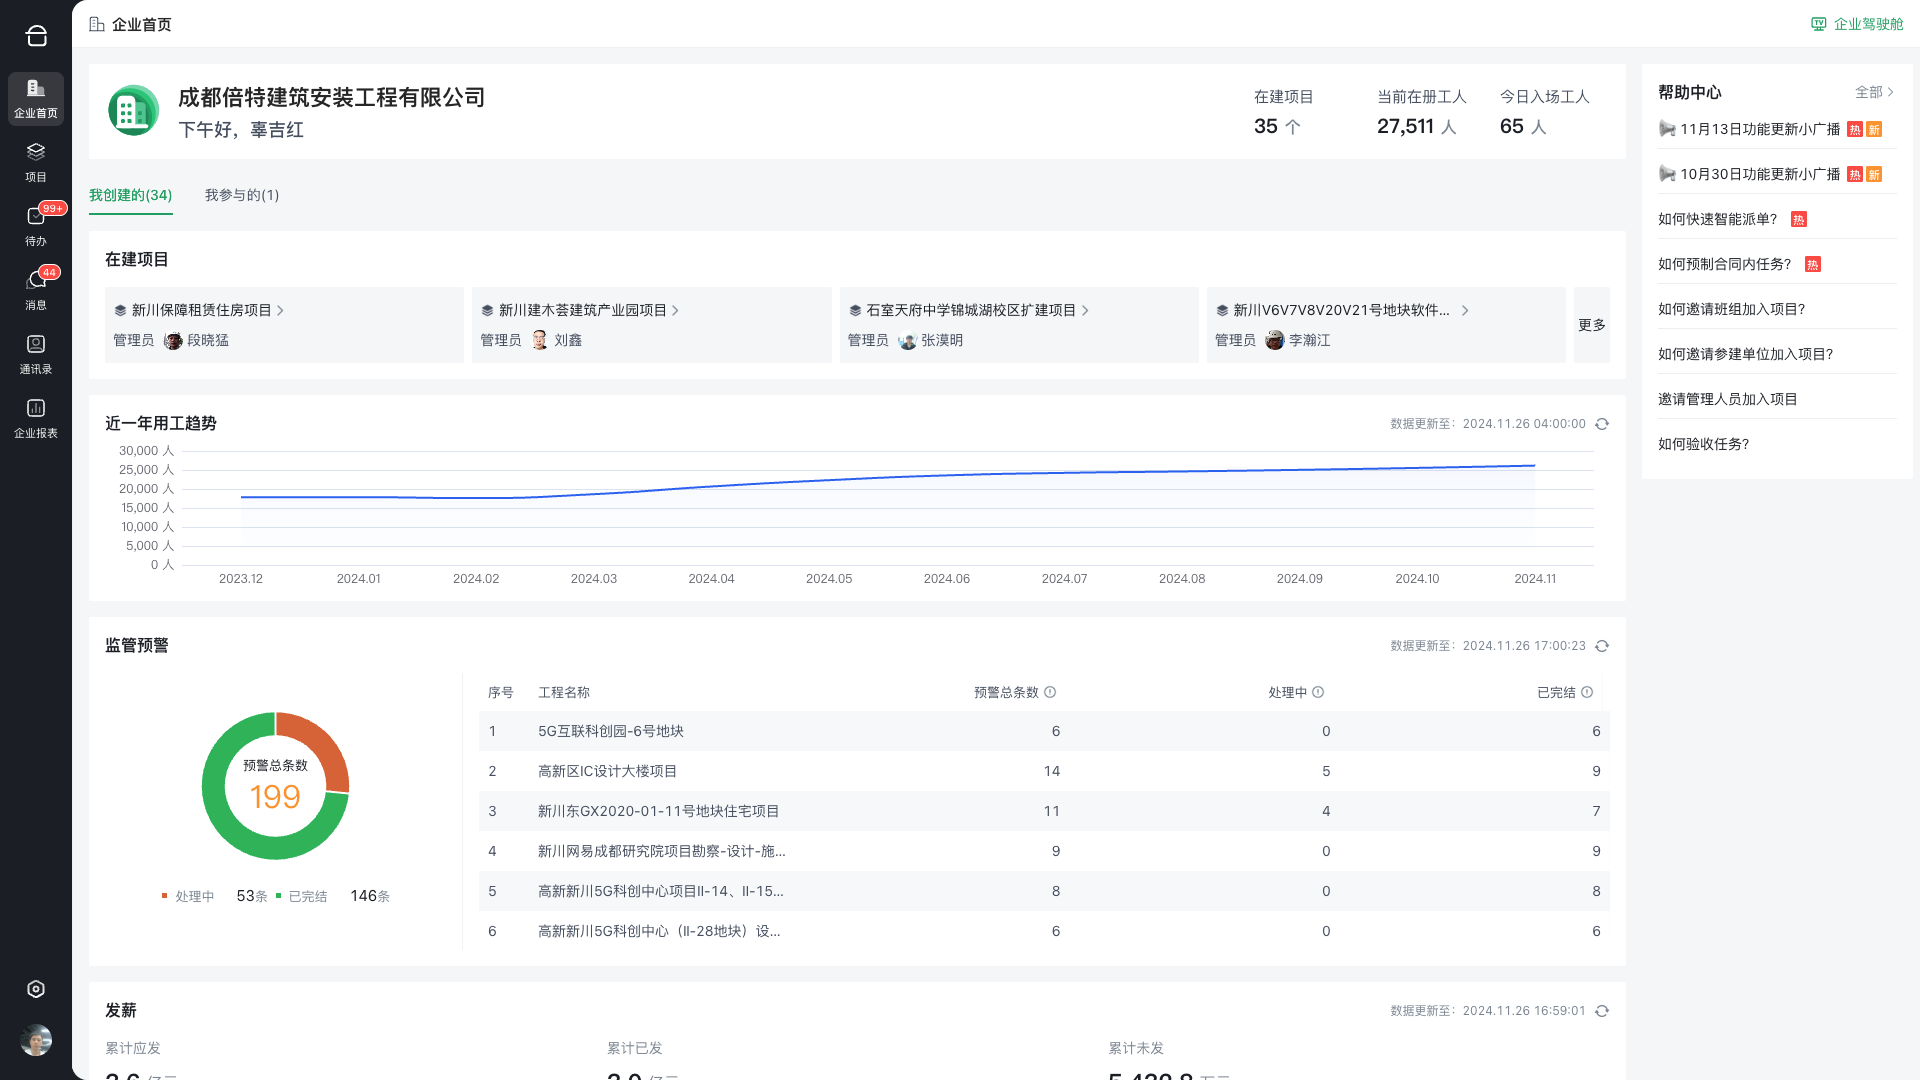 企业首页
企业驾驶舱
企业首页
项目
99+
待办
44
消息
通讯录
企业报表
成都倍特建筑安装工程有限公司
下午好，辜吉红
在建项目
35 个
当前在册工人
27,511 人
今日入场工人
65 人
我创建的(34)
我参与的(1)
在建项目
新川保障租赁住房项目
管理员 段晓猛
新川建木荟建筑产业园项目
管理员 刘鑫
石室天府中学锦城湖校区扩建项目
管理员 张漠明
新川V6V7V8V20V21号地块软件...
管理员 李瀚江
更多
近一年用工趋势
数据更新至：2024.11.26 04:00:00
30,000 人
25,000 人
20,000 人
15,000 人
10,000 人
5,000 人
0 人
2023.12 2024.01 2024.02 2024.03 2024.04 2024.05 2024.06 2024.07 2024.08 2024.09 2024.10 2024.11
监管预警
数据更新至：2024.11.26 17:00:23
预警总条数
199
处理中 53条 已完结 146条
序号 工程名称 预警总条数 处理中 已完结
1 5G互联科创园-6号地块 6 0 6
2 高新区IC设计大楼项目 14 5 9
3 新川东GX2020-01-11号地块住宅项目 11 4 7
4 新川网易成都研究院项目勘察-设计-施... 9 0 9
5 高新新川5G科创中心项目II-14、II-15... 8 0 8
6 高新新川5G科创中心（II-28地块）设... 6 0 6
发薪
数据更新至：2024.11.26 16:59:01
累计应发
累计已发
累计未发
帮助中心
全部
11月13日功能更新小广播 热 新
10月30日功能更新小广播 热 新
如何快速智能派单？ 热
如何预制合同内任务？ 热
如何邀请班组加入项目？
如何邀请参建单位加入项目？
邀请管理人员加入项目
如何验收任务？